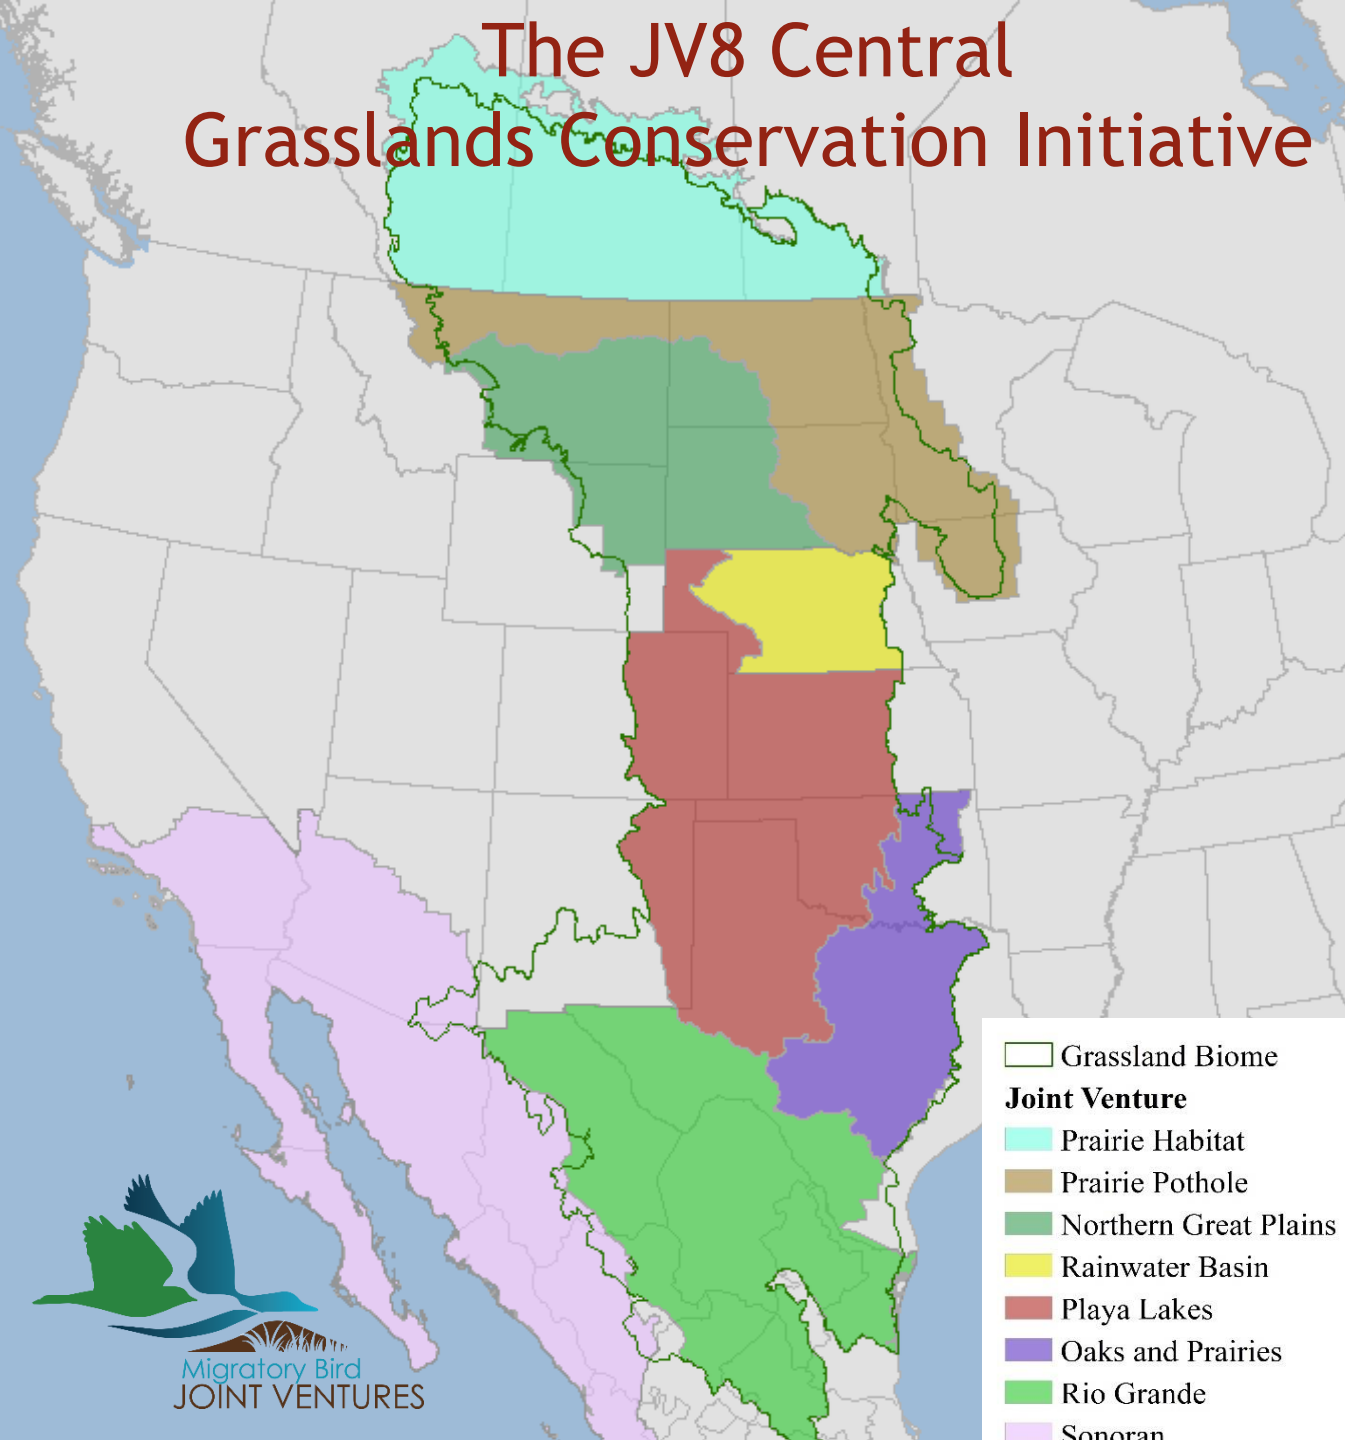 The JV8 Central
Grasslands Conservation Initiative
Grassland Biome
Joint Venture
Prairie Habitat
Prairie Pothole
Northern Great Plains
Rainwater Basin
Playa Lakes
Oaks and Prairies
Rio Grande
Sonoran
Migratory Bird
JOINT VENTURES